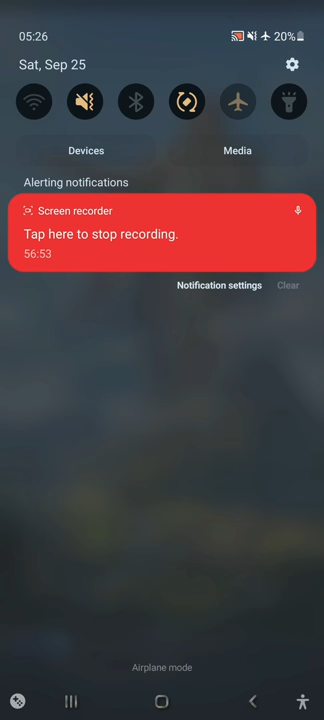 05:26
20%
Sat, Sep 25
Devices
Media
Alerting notifications
Screen recorder
Tap here to stop recording.
56:53
Notification settings
Clear
Airplane mode